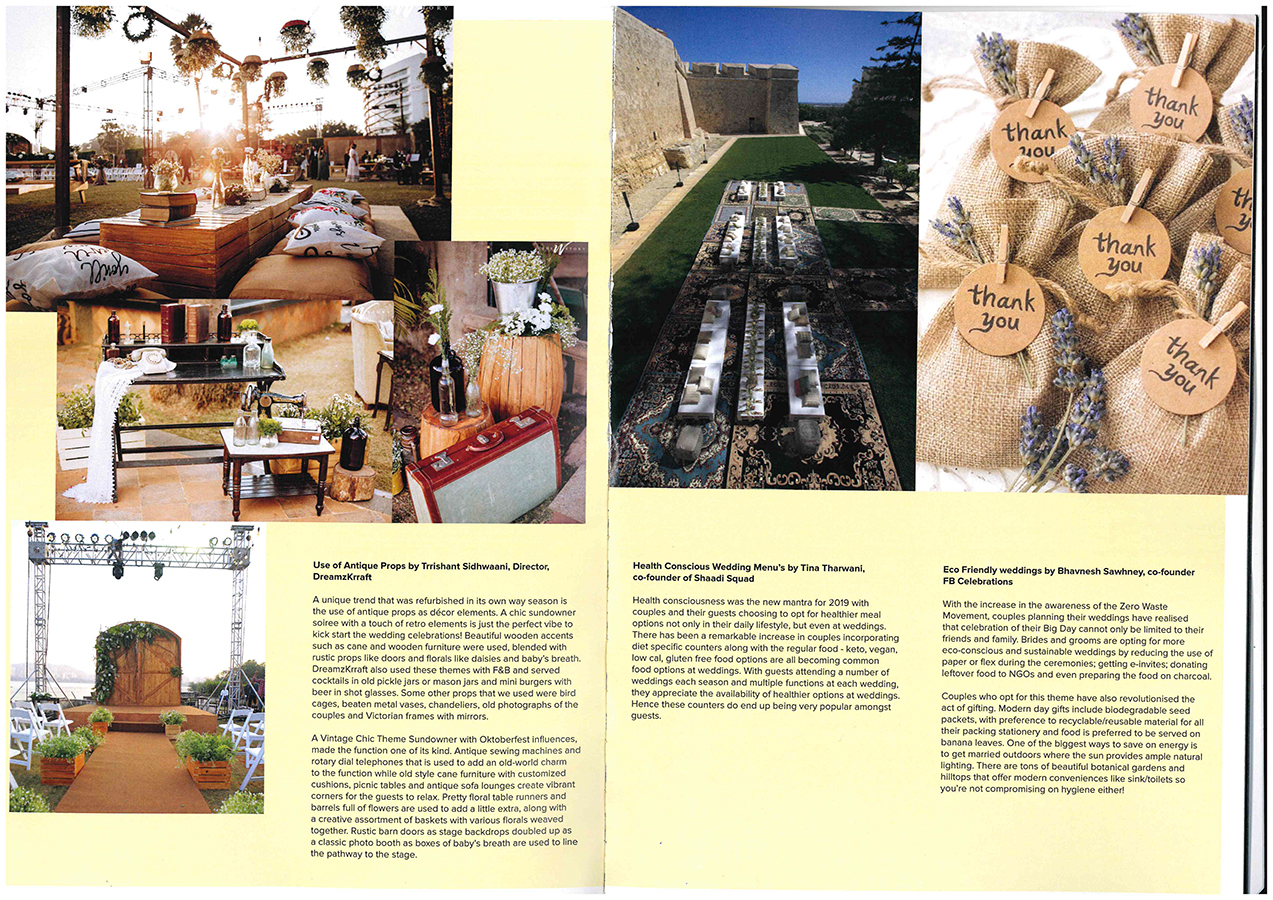 thank
you
thank
you
thank
you
thank
you
thank
you
Use of Antique Props by Trrishant Sidhwaani, Director,
DreamzKrraft
A unique trend that was refurbished in its own way season is
the use of antique props as décor elements. A chic sundowner
soiree with a touch of retro elements is just the perfect vibe to
kick start the wedding celebrations! Beautiful wooden accents
such as cane and wooden furniture were used, blended with
rustic props like doors and florals like daisies and baby's breath.
DreamzKraft also used these themes with F&B and served
cocktails in old pickle jars or mason jars and mini burgers with
beer in shot glasses. Some other props that we used were bird
cages, beaten metal vases, chandeliers, old photographs of the
couples and Victorian frames with mirrors.
A Vintage Chic Theme Sundowner with Oktoberfest influences,
made the function one of its kind. Antique sewing machines and
rotary dial telephones that is used to add an old-world charm
to the function while old style cane furniture with customized
cushions, picnic tables and antique sofa lounges create vibrant
corners for the guests to relax. Pretty floral table runners and
barrels full of flowers are used to add a little extra, along with
a creative assortment of baskets with various florals weaved
together. Rustic barn doors as stage backdrops doubled up as
a classic photo booth as boxes of baby's breath are used to line
the pathway to the stage.
Health Conscious Wedding Menu's by Tina Tharwani,
co-founder of Shaadi Squad
Health consciousness was the new mantra for 2019 with
couples and their guests choosing to opt for healthier meal
options not only in their daily lifestyle, but even at weddings.
There has been a remarkable increase in couples incorporating
diet specific counters along with the regular food - keto, vegan,
low cal, gluten free food options are all becoming common
food options at weddings. With guests attending a number of
weddings each season and multiple functions at each wedding,
they appreciate the availability of healthier options at weddings.
Hence these counters do end up being very popular amongst
guests.
Eco Friendly weddings by Bhavnesh Sawhney, co-founder
FB Celebrations
With the increase in the awareness of the Zero Waste
Movement, couples planning their weddings have realised
that celebration of their Big Day cannot only be limited to their
friends and family. Brides and grooms are opting for more
eco-conscious and sustainable weddings by reducing the use of
paper or flex during the ceremonies; getting e-invites; donating
leftover food to NGOs and even preparing the food on charcoal.
Couples who opt for this theme have also revolutionised the
act of gifting. Modern day gifts include biodegradable seed
packets, with preference to recyclable/reusable material for all
their packing stationery and food is preferred to be served on
banana leaves. One of the biggest ways to save on energy is
to get married outdoors where the sun provides ample natural
lighting. There are tons of beautiful botanical gardens and
hilltops that offer modern conveniences like sink/toilets so
you're not compromising on hygiene either!